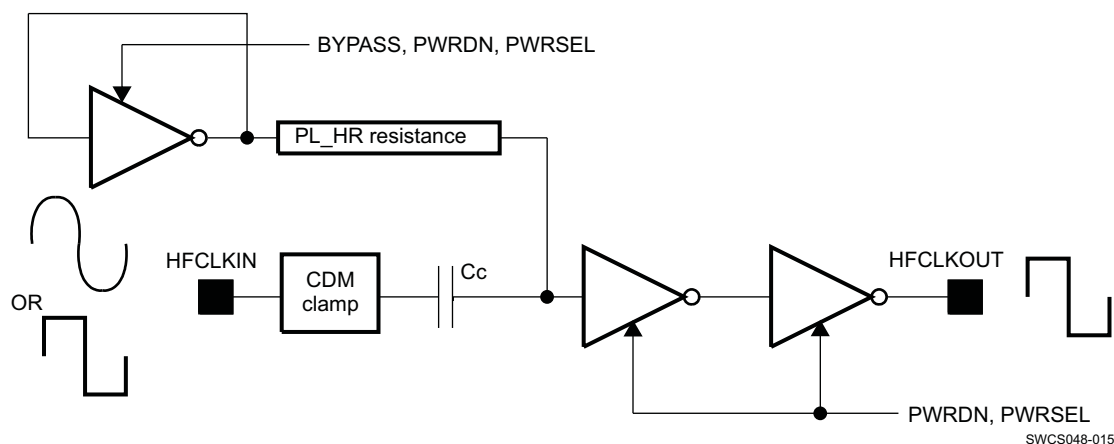 BYPASS, PWRDN, PWRSEL
PL_HR resistance
HFCLKIN
CDM
clamp
Cc
HFCLKOUT
OR
PWRDN, PWRSEL
SWCS048-015